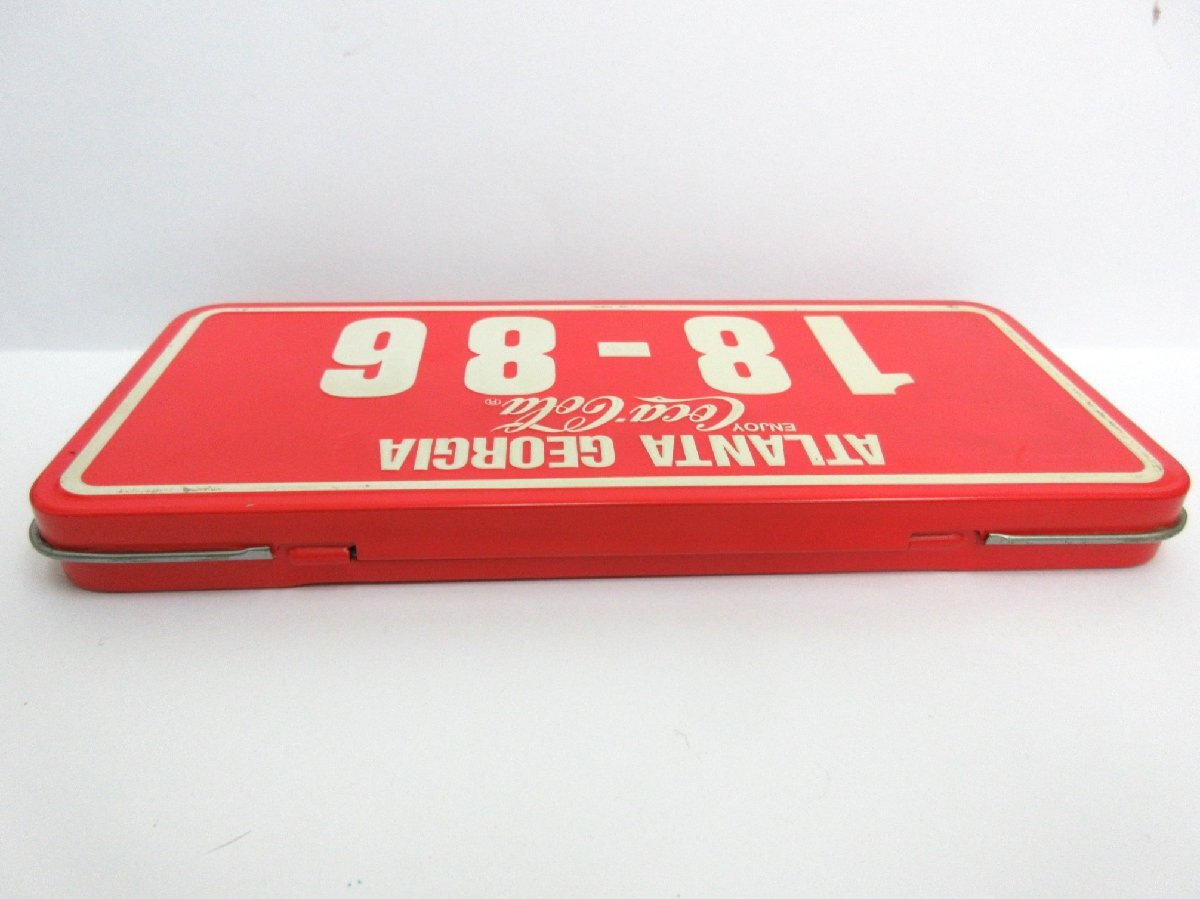 ATLANTA GEORGIA
ENJOY
Coca-Cola®
18-86